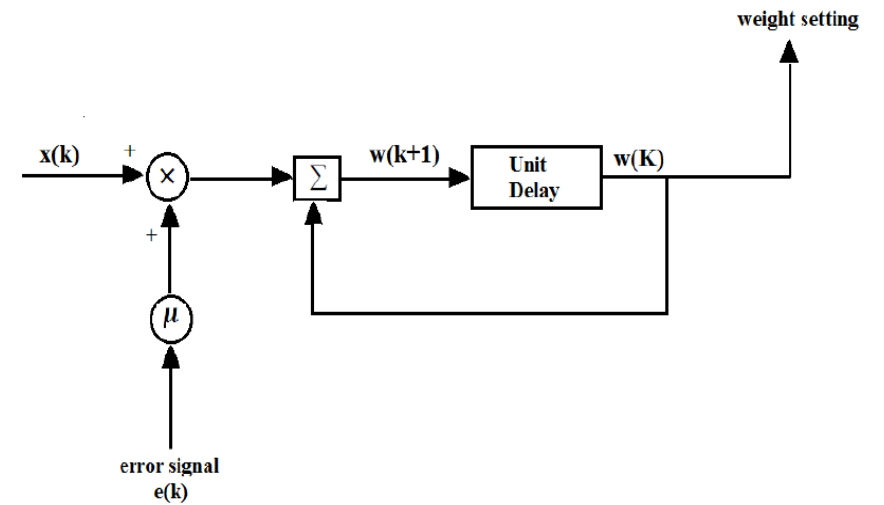 weight setting
x(k)
+
×
∑
w(k+1)
Unit
Delay
w(K)
+
μ
error signal
e(k)